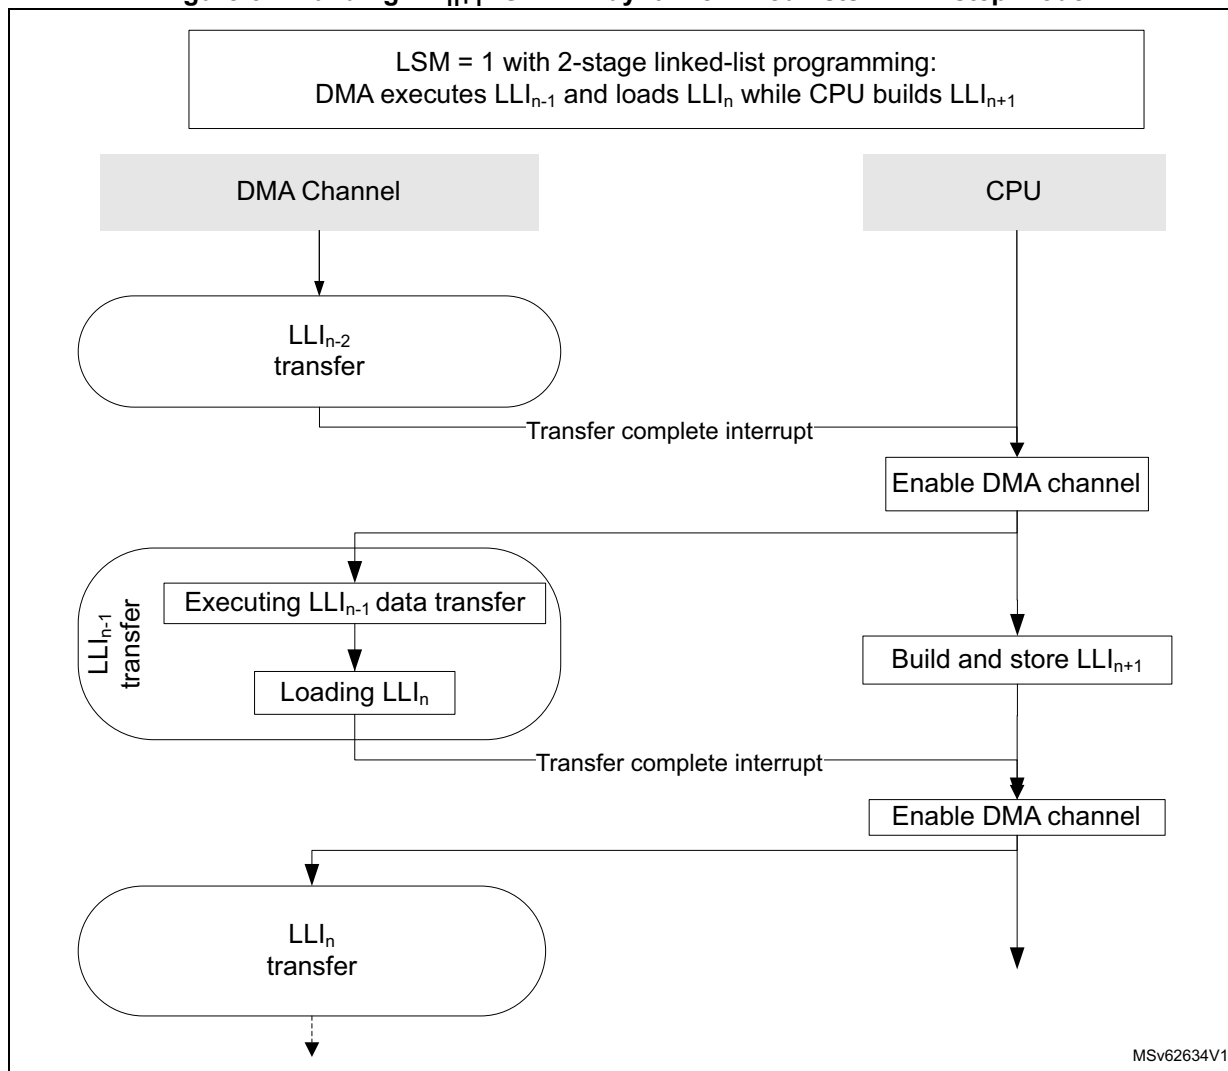 LSM = 1 with 2-stage linked-list programming:
DMA executes LLIn-1 and loads LLIn while CPU builds LLIn+1
DMA Channel
CPU
LLIn-2
transfer
Transfer complete interrupt
Enable DMA channel
LLIn-1
transfer
Executing LLIn-1 data transfer
Build and store LLIn+1
Loading LLIn
Transfer complete interrupt
Enable DMA channel
LLIn
transfer
MSv62634V1